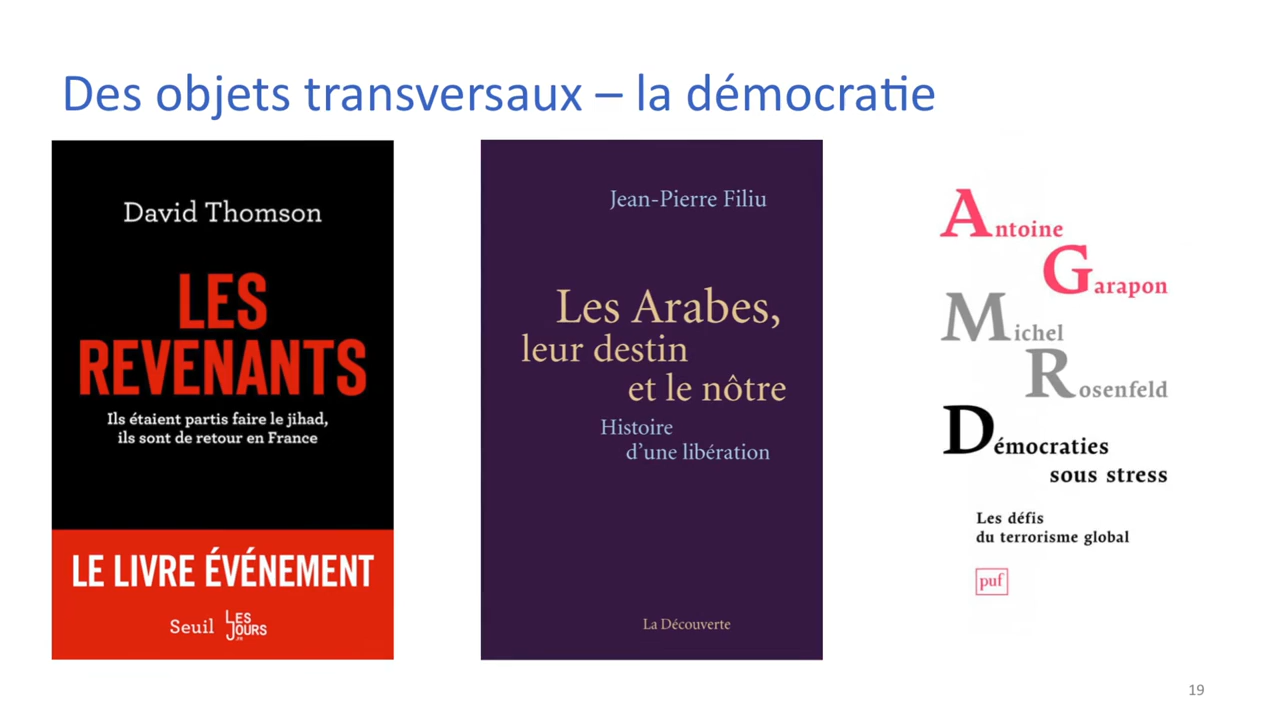 Des objets transversaux – la démocratie
David Thomson
LES
REVENANTS
Ils étaient partis faire le jihad,
ils sont de retour en France
LE LIVRE ÉVÉNEMENT
Seuil
LES
JOURS
.FR
Jean-Pierre Filiu
Les Arabes,
leur destin
et le nôtre
Histoire
d'une libération
La Découverte
Antoine
Garapon
Michel
Rosenfeld
Démocraties
sous stress
Les défis
du terrorisme global
puf
19